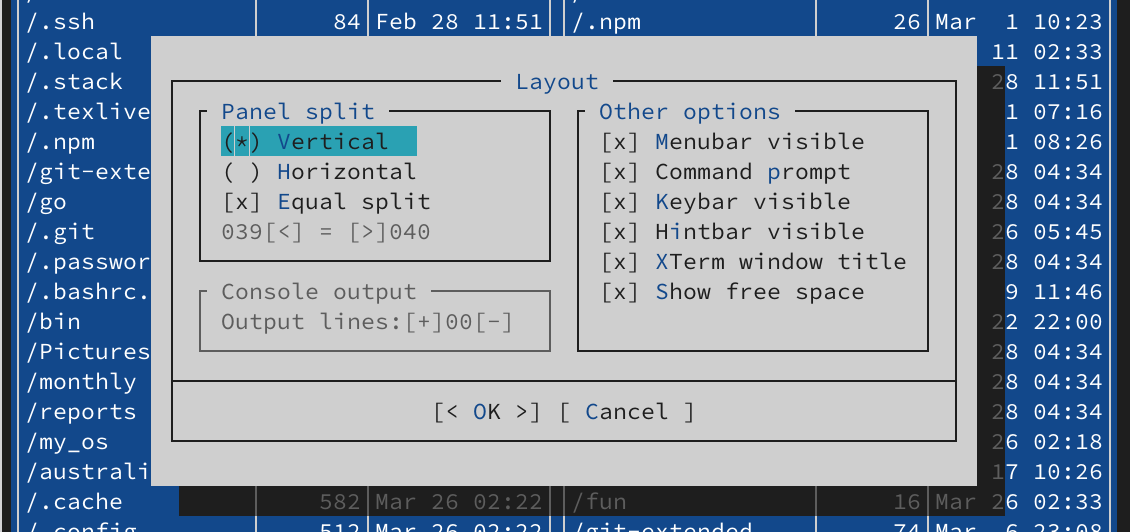 /.ssh 84 Feb 28 11:51 /.npm 26 Mar  1 10:23
/.local 11 02:33
/.stack Layout 28 11:51
/.texlive Panel split Other options 1 07:16
/.npm (*) Vertical [x] Menubar visible 1 08:26
/git-exte ( ) Horizontal [x] Command prompt 28 04:34
/go [x] Equal split [x] Keybar visible 28 04:34
/.git 039[<] = [>]040 [x] Hintbar visible 26 05:45
/.passwor [x] XTerm window title 28 04:34
/.bashrc. Console output [x] Show free space 9 11:46
/bin Output lines:[+]00[-] 22 22:00
/Pictures 28 04:34
/monthly 28 04:34
/reports [< OK >] [ Cancel ] 28 04:34
/my_os 26 02:18
/australi 17 10:26
/.cache 582 Mar 26 02:22 /fun 16 Mar 26 02:33
/.config 512 Mar 26 02:22 /git-extended 74 Mar  6 23:08